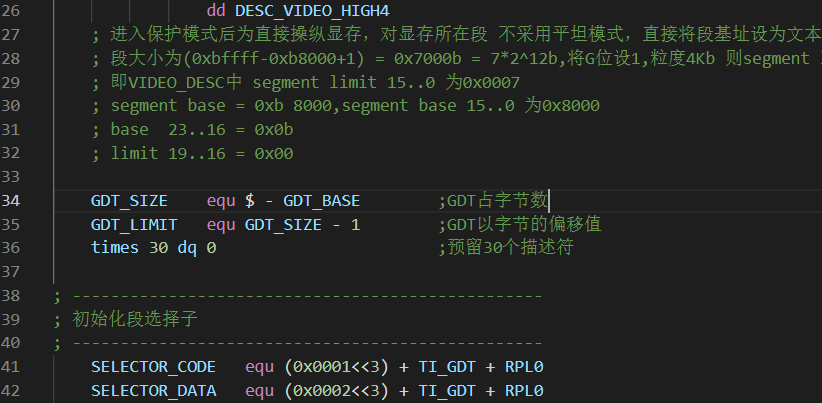 26 dd DESC_VIDEO_HIGH4
27 ; 进入保护模式后为直接操纵显存，对显存所在段 不采用平坦模式，直接将段基址设为文本
28 ; 段大小为(0xbffff-0xb8000+1) = 0x7000b = 7*2^12b,将G位设1,粒度4Kb 则segment
29 ; 即VIDEO_DESC中 segment limit 15..0 为0x0007
30 ; segment base = 0xb 8000,segment base 15..0 为0x8000
31 ; base  23..16 = 0x0b
32 ; limit 19..16 = 0x00
33
34 GDT_SIZE    equ $ - GDT_BASE        ;GDT占字节数
35 GDT_LIMIT   equ GDT_SIZE - 1        ;GDT以字节的偏移值
36 times 30 dq 0                       ;预留30个描述符
37
38 ; --------------------------------------------------
39 ; 初始化段选择子
40 ; --------------------------------------------------
41 SELECTOR_CODE   equ (0x0001<<3) + TI_GDT + RPL0
42 SELECTOR_DATA   equ (0x0002<<3) + TI_GDT + RPL0